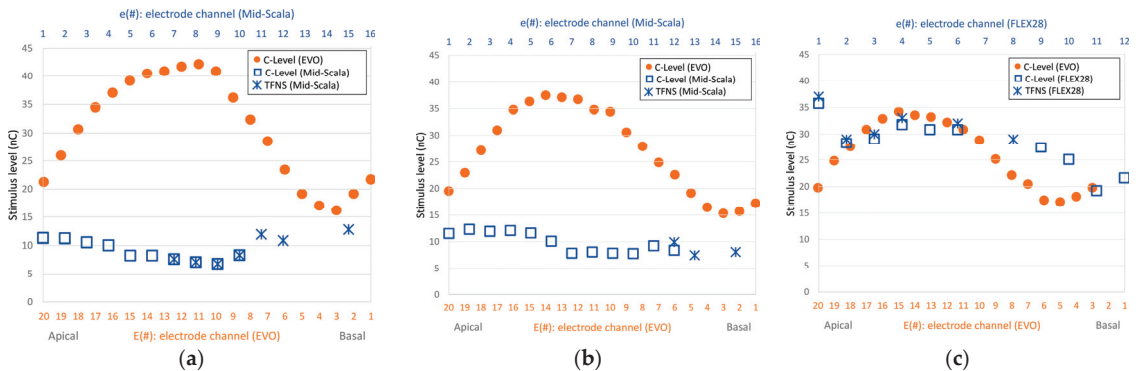 e(#): electrode channel (Mid-Scala)
1 2 3 4 5 6 7 8 9 10 11 12 13 14 15 16
45
40
35
30
25
20
15
10
5
0
Stimulus level (nC)
C-Level (EVO)
C-Level (Mid-Scala)
TFNS (Mid-Scala)
20 19 18 17 16 15 14 13 12 11 10 9 8 7 6 5 4 3 2 1
Apical E(#): electrode channel (EVO) Basal
(a)
e(#): electrode channel (Mid-Scala)
1 2 3 4 5 6 7 8 9 10 11 12 13 14 15 16
45
40
35
30
25
20
15
10
5
0
Stimulus level (nC)
C-Level (EVO)
C-Level (Mid-Scala)
TFNS (Mid-Scala)
20 19 18 17 16 15 14 13 12 11 10 9 8 7 6 5 4 3 2 1
Apical E(#): electrode channel (EVO) Basal
(b)
e(#): electrode channel (FLEX28)
1 2 3 4 5 6 7 8 9 10 11 12
45
40
35
30
25
20
15
10
5
0
Stimulus level (nC)
C-Level (EVO)
C-Level (FLEX28)
TFNS (FLEX28)
20 19 18 17 16 15 14 13 12 11 10 9 8 7 6 5 4 3 2 1
Apical E(#): electrode channel (EVO) Basal
(c)